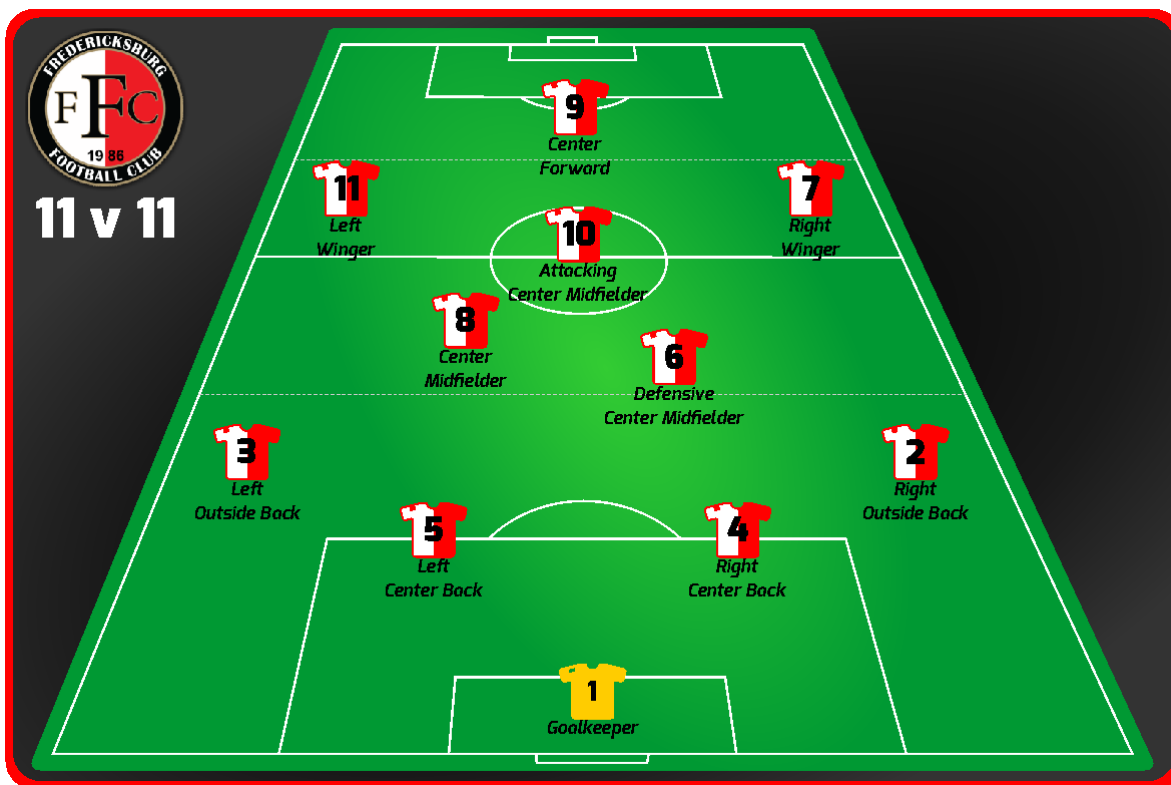 FREDERICKSBURG
FFC
19 86
FOOTBALL CLUB
11 v 11
9
Center
Forward
11
Left
Winger
7
Right
Winger
10
Attacking
Center Midfielder
8
Center
Midfielder
6
Defensive
Center Midfielder
3
Left
Outside Back
2
Right
Outside Back
5
Left
Center Back
4
Right
Center Back
1
Goalkeeper